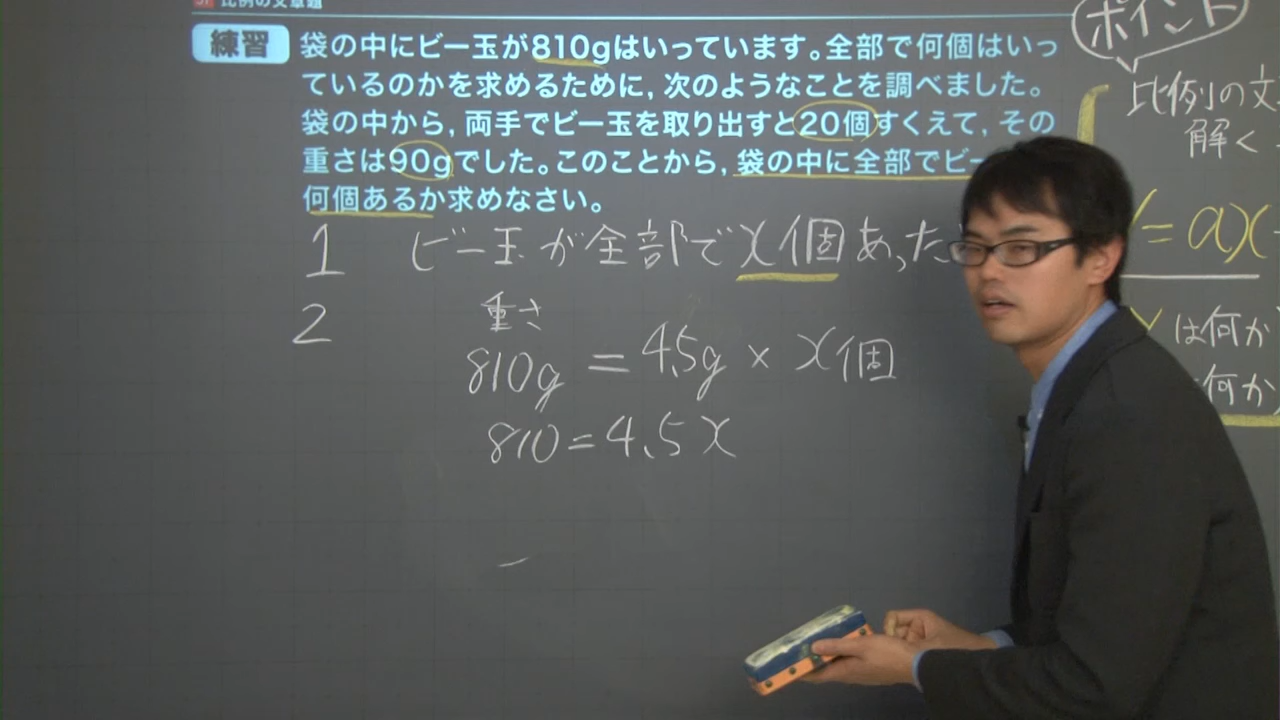 比例の文章題
練習
袋の中にビー玉が810gはいっています。全部で何個はいっ
ているのかを求めるために,次のようなことを調べました。
袋の中から,両手でビー玉を取り出すと20個すくえて,その
重さは90gでした。このことから,袋の中に全部でビー
何個あるか求めなさい。
1 ビー玉が全部でx個あった
2
重さ
810g = 4.5g × x個
810=4.5x
ポイント
比例の文
解く
= ax
yは何か
何か